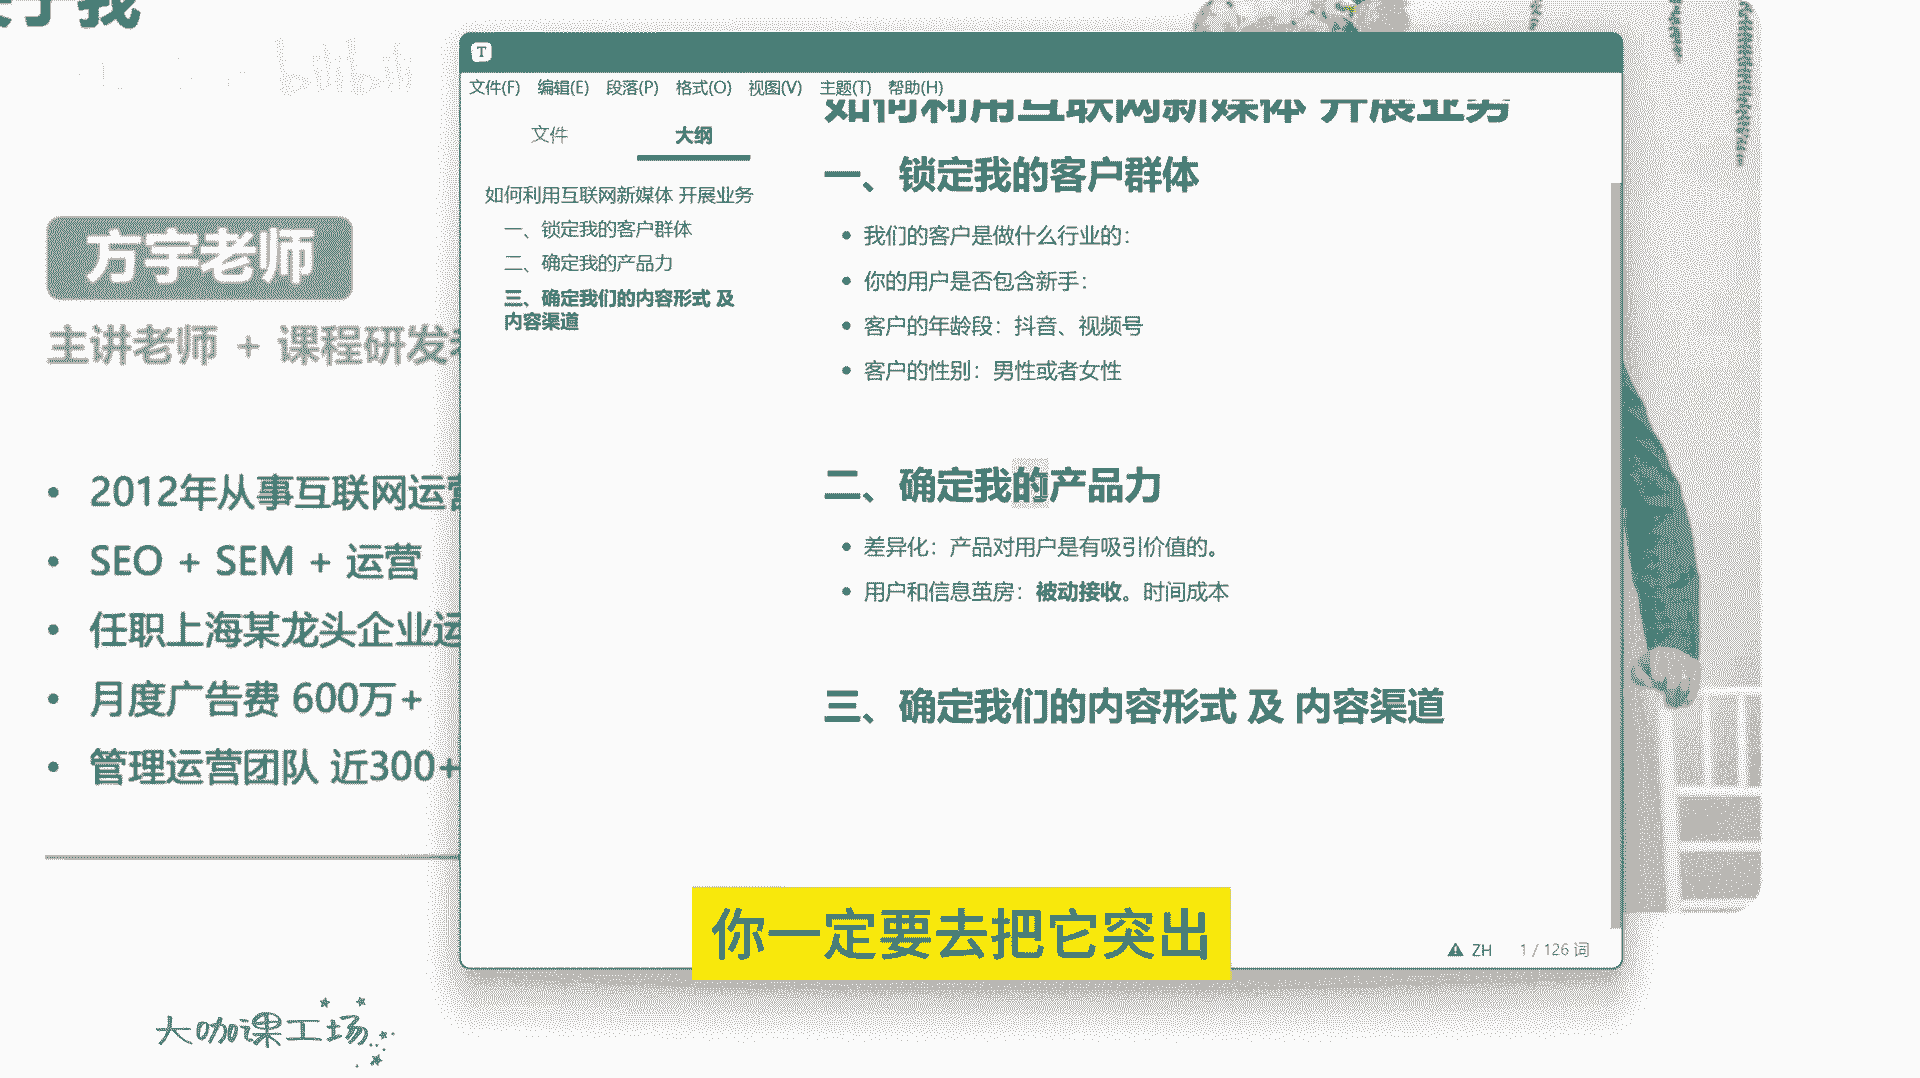 关于我
bilibili
方宇老师
主讲老师 + 课程研发
2012年从事互联网运营
SEO + SEM + 运营
任职上海某龙头企业运
月度广告费 600万+
管理运营团队 近300+
大咖课工场
T
文件(F) 编辑(E) 段落(P) 格式(O) 视图(V) 主题(T) 帮助(H)
文件 大纲
如何利用互联网新媒体 开展业务
一、锁定我的客户群体
二、确定我的产品力
三、确定我们的内容形式 及
内容渠道
如何利用互联网新媒体 开展业务
一、锁定我的客户群体
我们的客户是做什么行业的：
你的用户是否包含新手：
客户的年龄段：抖音、视频号
客户的性别：男性或者女性
二、确定我的产品力
差异化：产品对用户是有吸引价值的。
用户和信息茧房：被动接收。时间成本
三、确定我们的内容形式 及 内容渠道
ZH 1 / 126 词
你一定要去把它突出